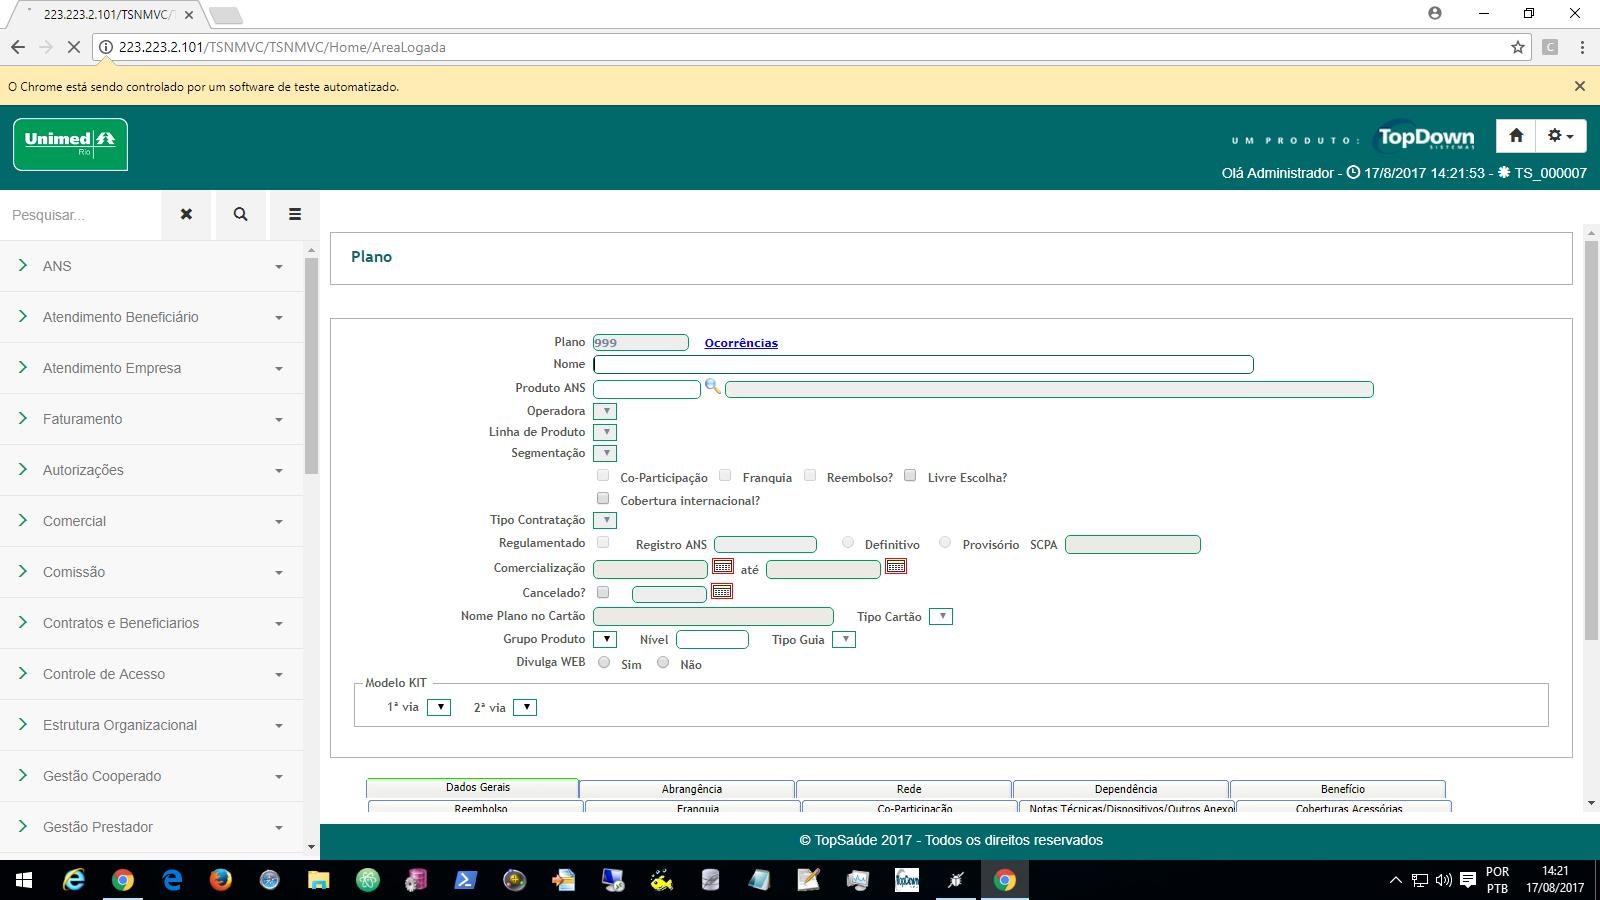 223.223.2.101/TSNMVC/T
223.223.2.101/TSNMVC/TSNMVC/Home/AreaLogada
C
O Chrome está sendo controlado por um software de teste automatizado.
Unimed
Rio
UM PRODUTO:
TopDown
SISTEMAS
Olá Administrador - 17/8/2017 14:21:53 - TS_000007
Pesquisar...
ANS
Atendimento Beneficiário
Atendimento Empresa
Faturamento
Autorizações
Comercial
Comissão
Contratos e Beneficiarios
Controle de Acesso
Estrutura Organizacional
Gestão Cooperado
Gestão Prestador
Plano
Plano 999 Ocorrências
Nome
Produto ANS
Operadora
Linha de Produto
Segmentação
Co-Participação Franquia Reembolso? Livre Escolha?
Cobertura internacional?
Tipo Contratação
Regulamentado Registro ANS Definitivo Provisório SCPA
Comercialização até
Cancelado?
Nome Plano no Cartão Tipo Cartão
Grupo Produto Nível Tipo Guia
Divulga WEB Sim Não
Modelo KIT
1ª via 2ª via
Dados Gerais Abrangência Rede Dependência Benefício
Reembolso Franquia Co-Participação Notas Técnicas/Dispositivos/Outros Anexo Coberturas Acessórias
© TopSaúde 2017 - Todos os direitos reservados
TopDown
POR
PTB
14:21
17/08/2017